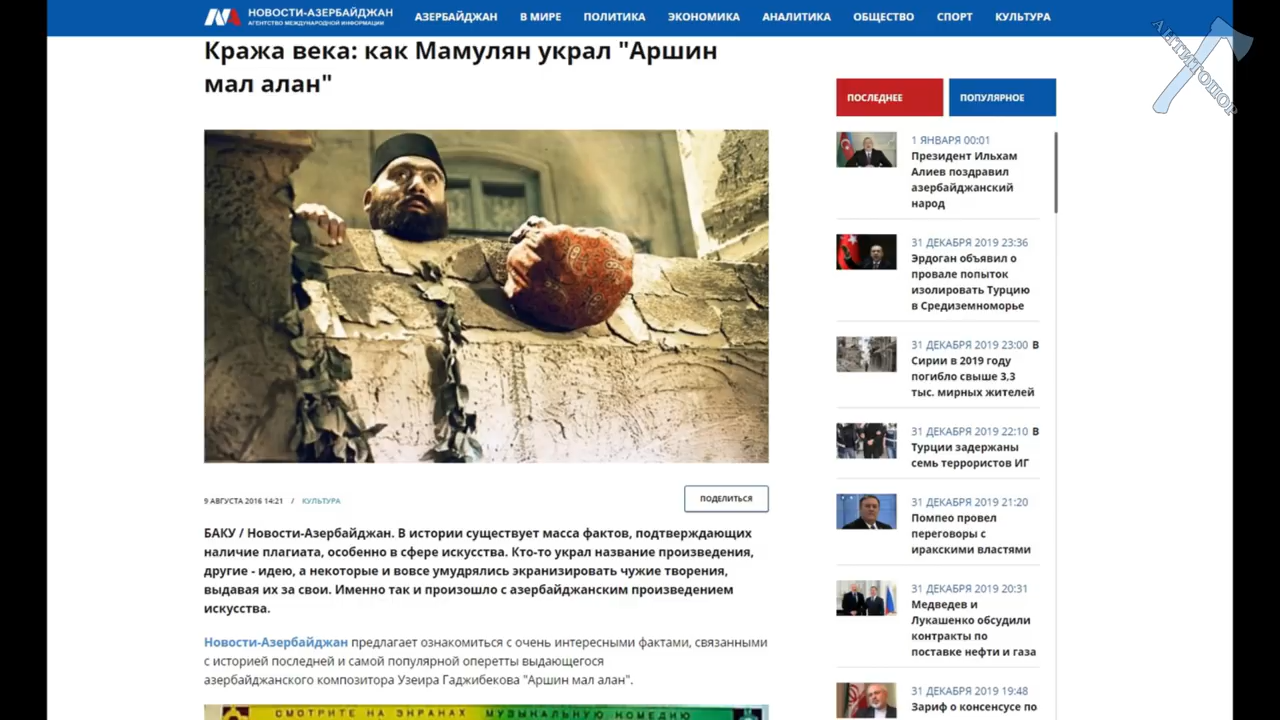 НОВОСТИ-АЗЕРБАЙДЖАН
АГЕНТСТВО МЕЖДУНАРОДНОЙ ИНФОРМАЦИИ
АЗЕРБАЙДЖАН В МИРЕ ПОЛИТИКА ЭКОНОМИКА АНАЛИТИКА ОБЩЕСТВО СПОРТ КУЛЬТУРА
АНТИТОПОР
Кража века: как Мамулян украл "Аршин
мал алан"
9 АВГУСТА 2016 14:21 / КУЛЬТУРА
ПОДЕЛИТЬСЯ
БАКУ / Новости-Азербайджан. В истории существует масса фактов, подтверждающих
наличие плагиата, особенно в сфере искусства. Кто-то украл название произведения,
другие - идею, а некоторые и вовсе умудрялись экранизировать чужие творения,
выдавая их за свои. Именно так и произошло с азербайджанским произведением
искусства.
Новости-Азербайджан предлагает ознакомиться с очень интересными фактами, связанными
с историей последней и самой популярной оперетты выдающегося
азербайджанского композитора Узеира Гаджибекова "Аршин мал алан".
СМОТРИТЕ НА ЭКРАНАХ МУЗЫКАЛЬНУЮ КОМЕДИЮ
ПОСЛЕДНЕЕ
ПОПУЛЯРНОЕ
1 ЯНВАРЯ 00:01
Президент Ильхам
Алиев поздравил
азербайджанский
народ
31 ДЕКАБРЯ 2019 23:36
Эрдоган объявил о
провале попыток
изолировать Турцию
в Средиземноморье
31 ДЕКАБРЯ 2019 23:00 В
Сирии в 2019 году
погибло свыше 3,3
тыс. мирных жителей
31 ДЕКАБРЯ 2019 22:10 В
Турции задержаны
семь террористов ИГ
31 ДЕКАБРЯ 2019 21:20
Помпео провел
переговоры с
иракскими властями
31 ДЕКАБРЯ 2019 20:31
Медведев и
Лукашенко обсудили
контракты по
поставке нефти и газа
31 ДЕКАБРЯ 2019 19:48
Зариф о консенсусе по